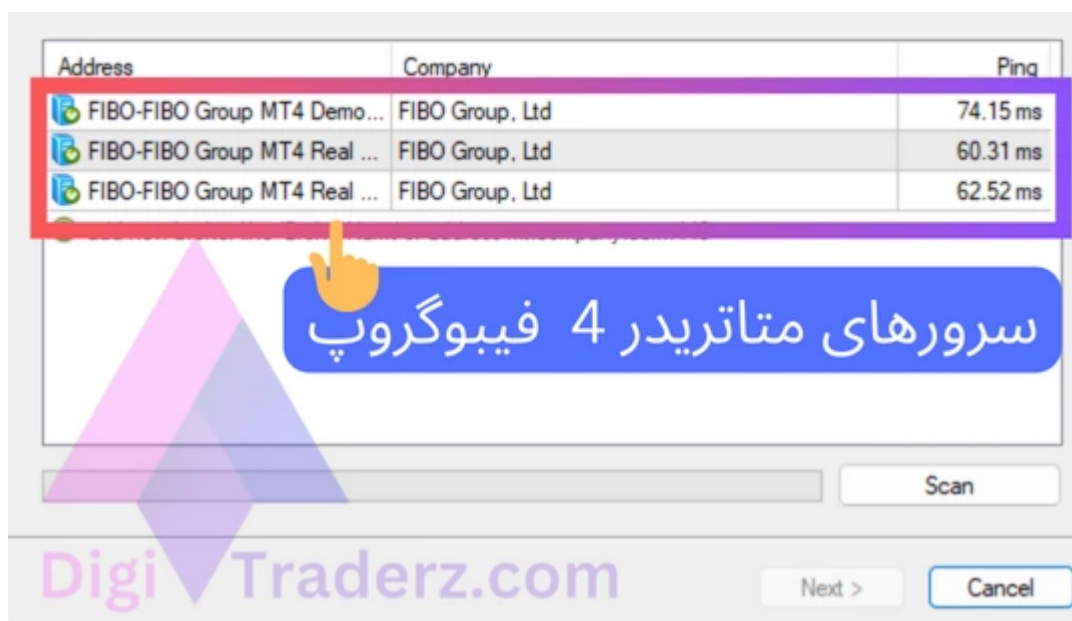 Address Company Ping
FIBO-FIBO Group MT4 Demo... FIBO Group, Ltd 74.15 ms
FIBO-FIBO Group MT4 Real ... FIBO Group, Ltd 60.31 ms
FIBO-FIBO Group MT4 Real ... FIBO Group, Ltd 62.52 ms
سرورهای متاتریدر 4 فیبوگروپ
Scan
Digi Traderz.com
Next > Cancel